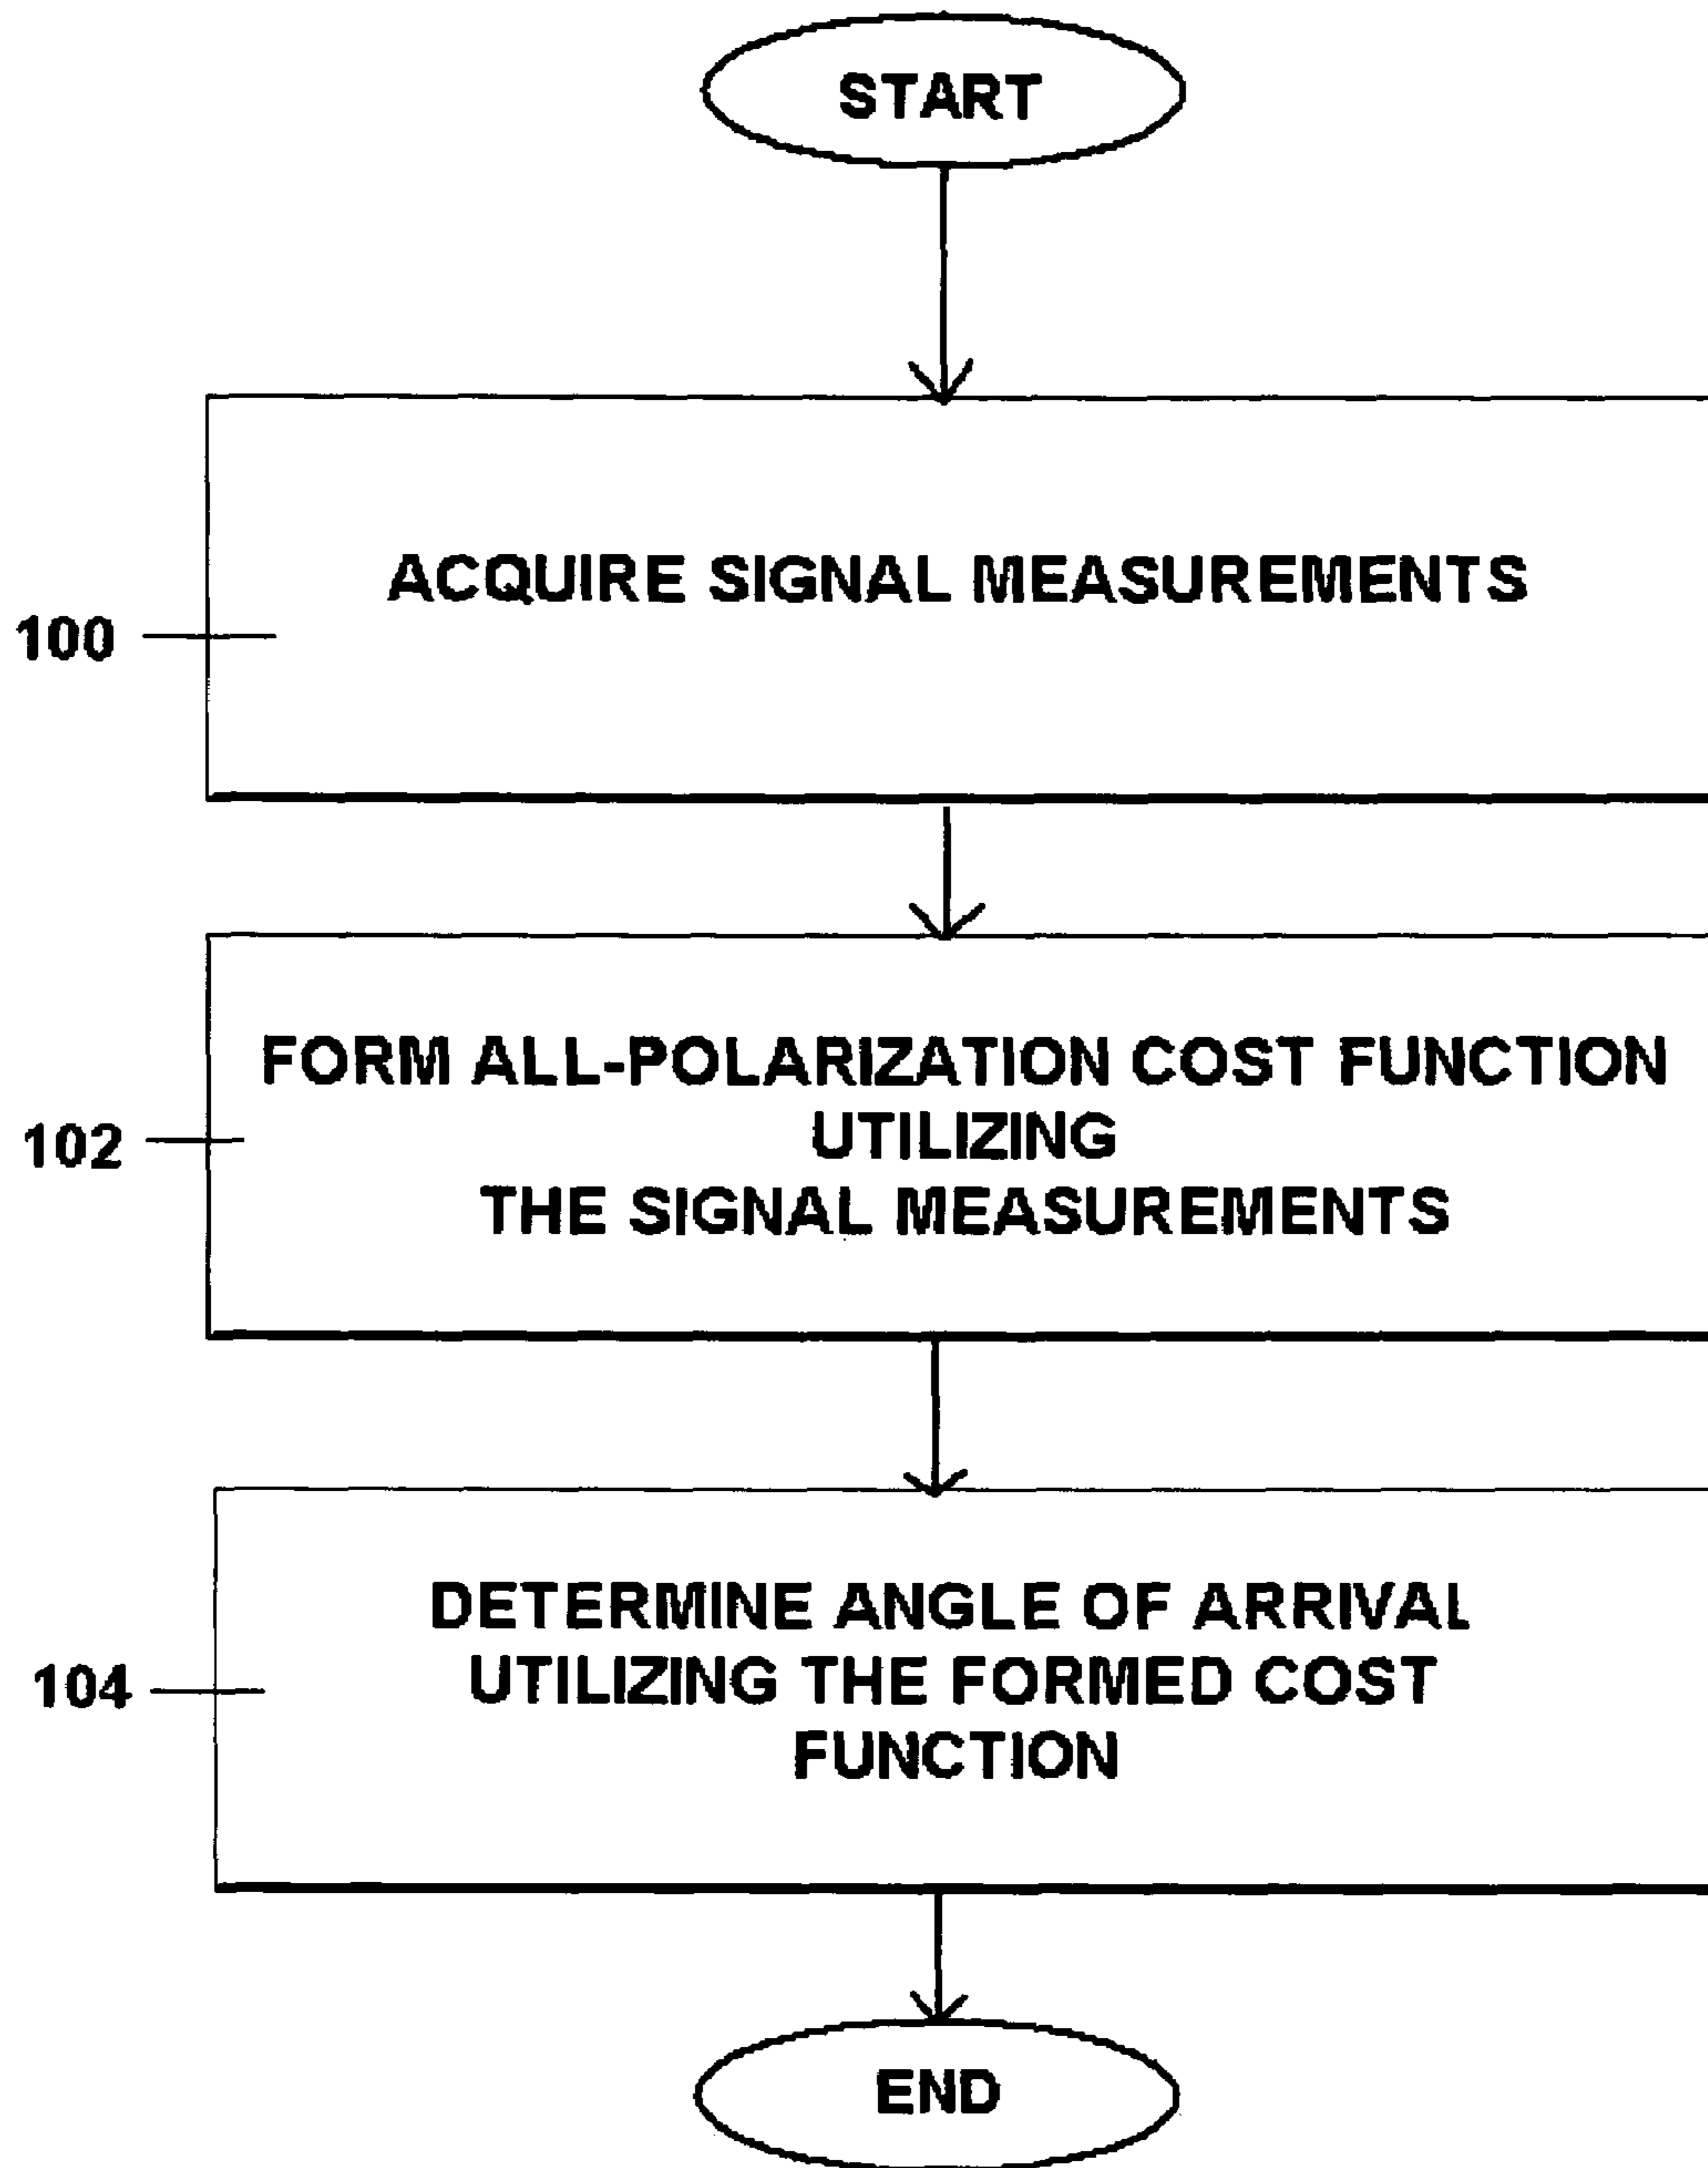 START
ACQUIRE SIGNAL MEASUREMENTS
100
FORM ALL-POLARIZATION COST FUNCTION
UTILIZING
THE SIGNAL MEASUREMENTS
102
DETERMINE ANGLE OF ARRIVAL
UTILIZING THE FORMED COST
FUNCTION
104
END